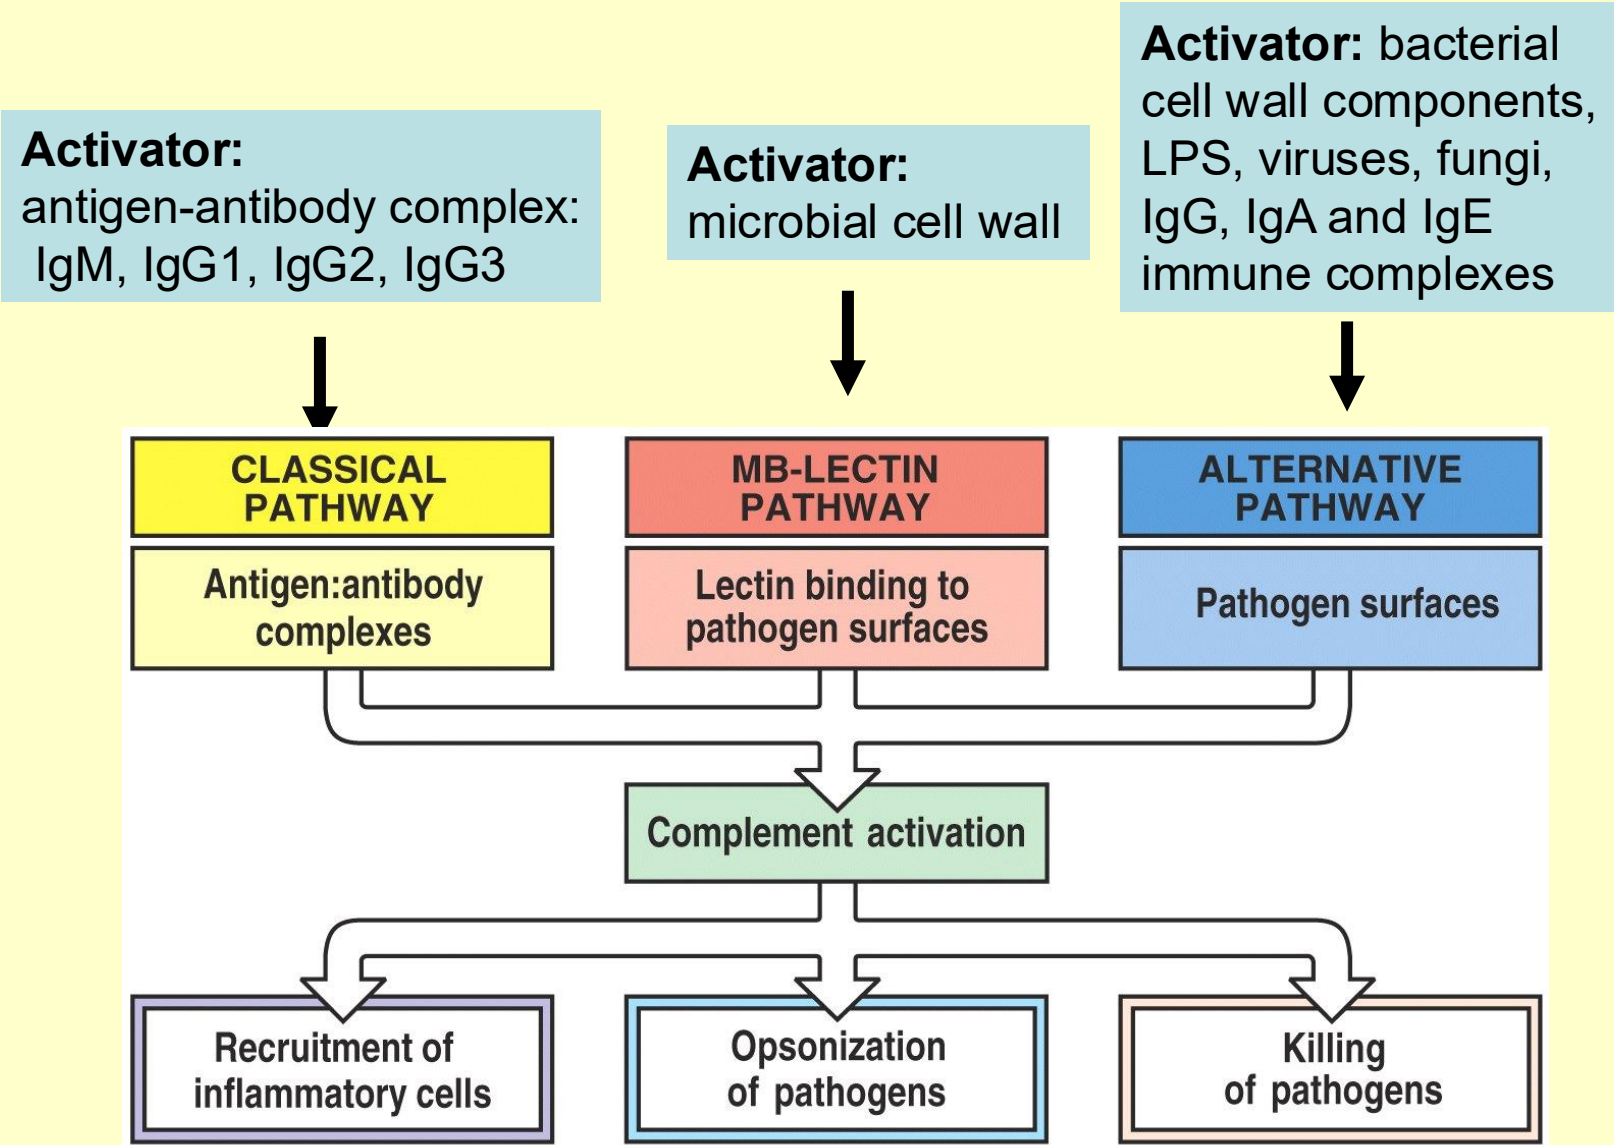 Activator:
antigen-antibody complex:
IgM, IgG1, IgG2, IgG3
Activator:
microbial cell wall
Activator: bacterial
cell wall components,
LPS, viruses, fungi,
IgG, IgA and IgE
immune complexes
CLASSICAL
PATHWAY
MB-LECTIN
PATHWAY
ALTERNATIVE
PATHWAY
Antigen:antibody
complexes
Lectin binding to
pathogen surfaces
Pathogen surfaces
Complement activation
Recruitment of
inflammatory cells
Opsonization
of pathogens
Killing
of pathogens